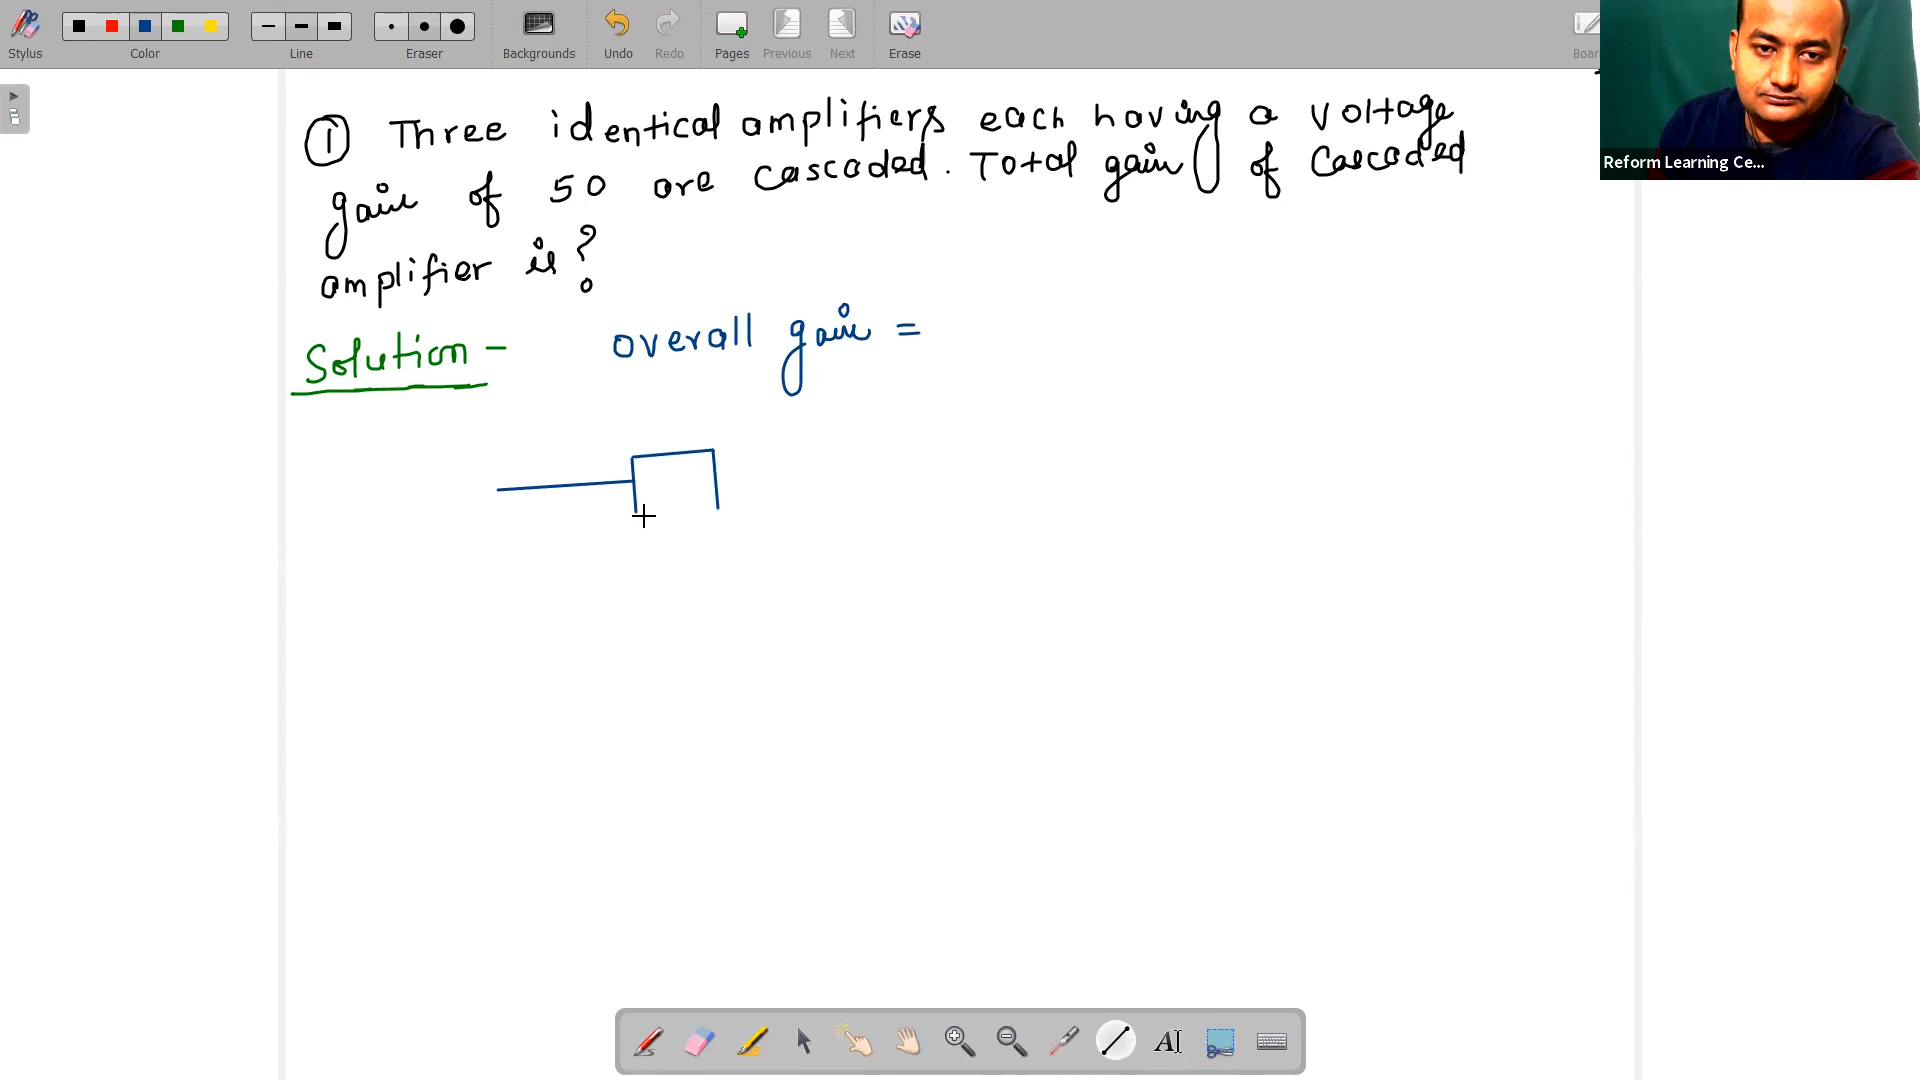 Stylus
Color
Line
Eraser
Backgrounds
Undo
Redo
Pages
Previous
Next
Erase
Boar
Reform Learning Ce...
① Three identical amplifiers each having a voltage
gain of 50 are cascaded. Total gain of cascaded
amplifier is?
Solution -
overall gain =